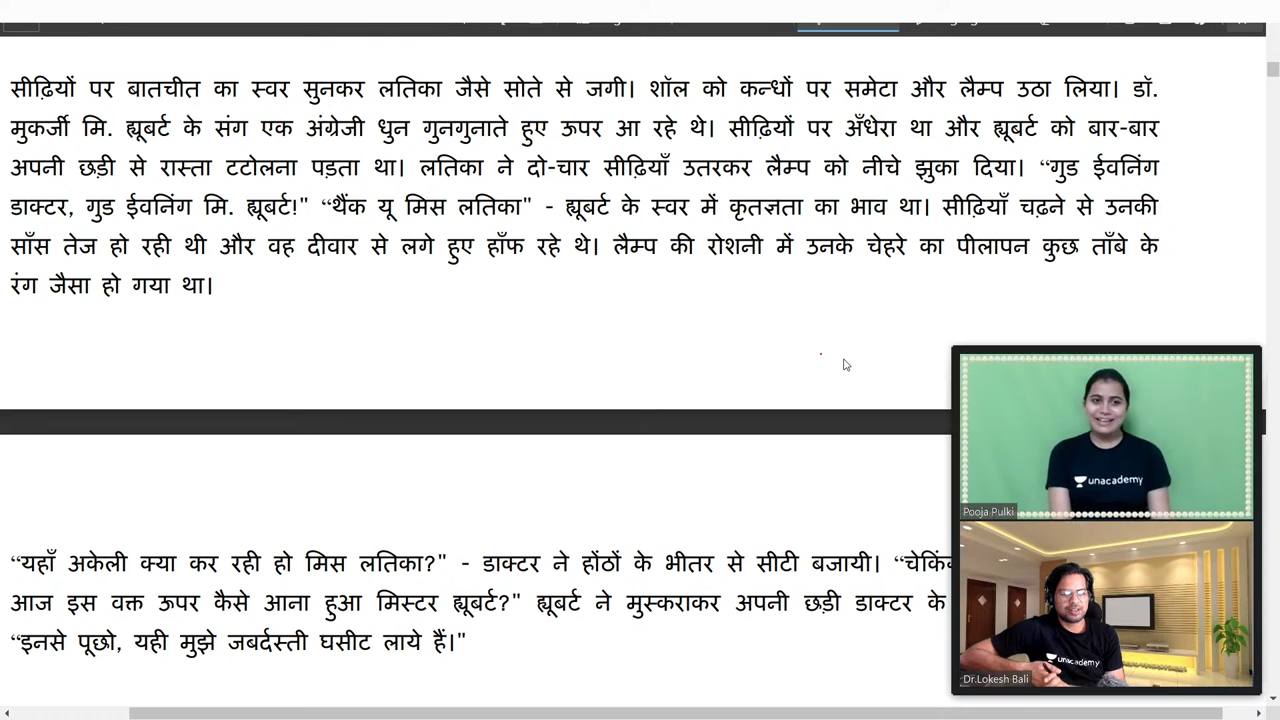 सीढ़ियों पर बातचीत का स्वर सुनकर लतिका जैसे सोते से जगी। शॉल को कन्धों पर समेटा और लैम्प उठा लिया। डॉ.
मुकर्जी मि. ह्यूबर्ट के संग एक अंग्रेजी धुन गुनगुनाते हुए ऊपर आ रहे थे। सीढ़ियों पर अँधेरा था और ह्यूबर्ट को बार-बार
अपनी छड़ी से रास्ता टटोलना पड़ता था। लतिका ने दो-चार सीढ़ियाँ उतरकर लैम्प को नीचे झुका दिया। “गुड ईवनिंग
डाक्टर, गुड ईवनिंग मि. ह्यूबर्ट!" “थैंक यू मिस लतिका" - ह्यूबर्ट के स्वर में कृतज्ञता का भाव था। सीढ़ियाँ चढ़ने से उनकी
साँस तेज हो रही थी और वह दीवार से लगे हुए हाँफ रहे थे। लैम्प की रोशनी में उनके चेहरे का पीलापन कुछ ताँबे के
रंग जैसा हो गया था।
“यहाँ अकेली क्या कर रही हो मिस लतिका?" - डाक्टर ने होंठों के भीतर से सीटी बजायी।
आज इस वक्त ऊपर कैसे आना हुआ मिस्टर ह्यूबर्ट?" ह्यूबर्ट ने मुस्कराकर अपनी छड़ी डाक्टर के
“इनसे पूछो, यही मुझे जबर्दस्ती घसीट लाये हैं।"
unacademy
Pooja Pulki
unacademy
Dr.Lokesh Bali